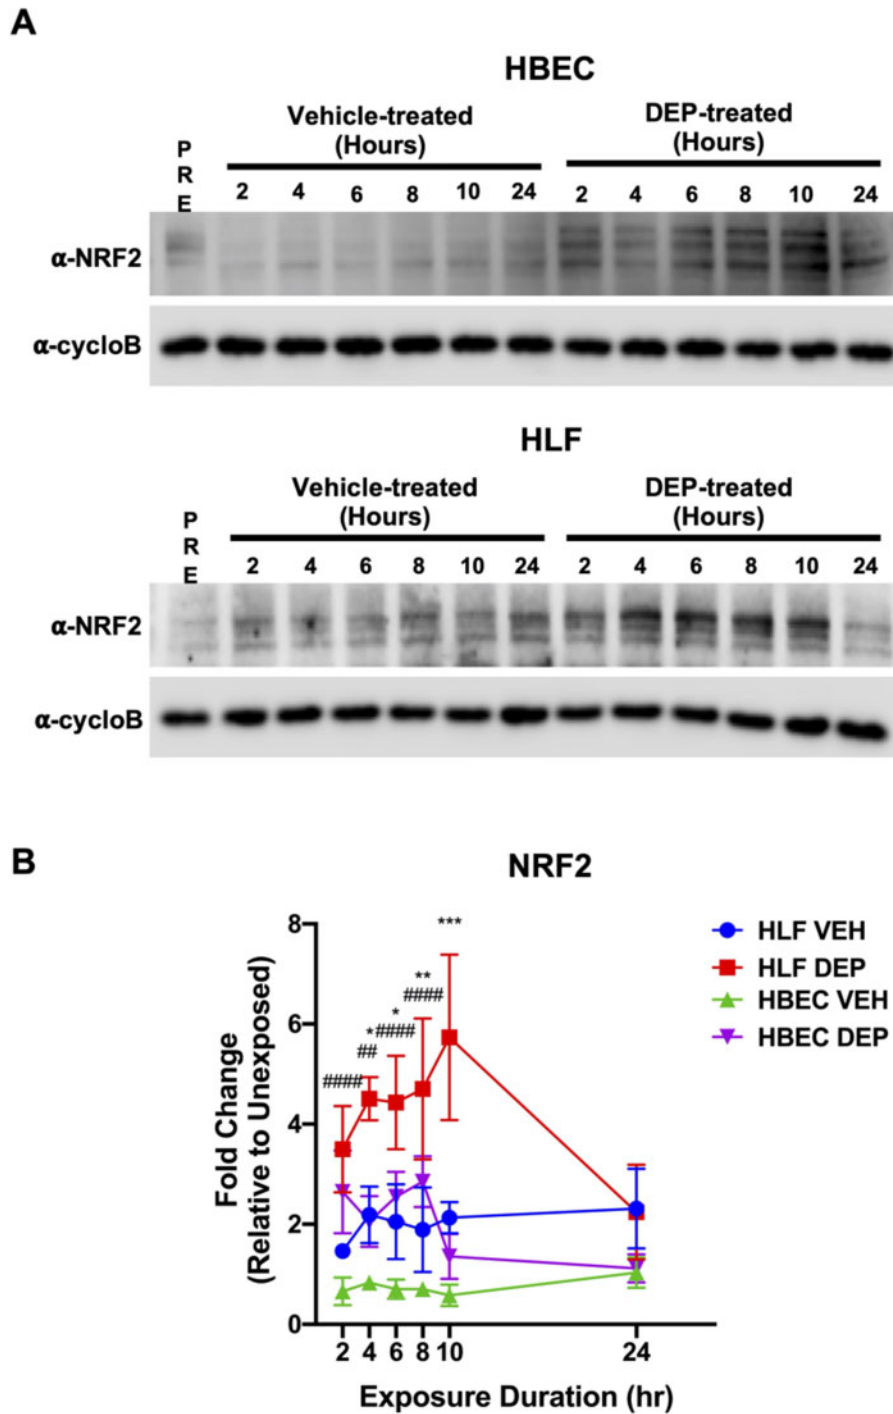 A
HBEC
Vehicle-treated
(Hours)
DEP-treated
(Hours)
PRE
2 4 6 8 10 24 2 4 6 8 10 24
α-NRF2
α-cycloB
HLF
Vehicle-treated
(Hours)
DEP-treated
(Hours)
PRE
2 4 6 8 10 24 2 4 6 8 10 24
α-NRF2
α-cycloB
B
NRF2
Fold Change
(Relative to Unexposed)
8
6
4
2
0
####
*
##
*
####
**
####
***
2 4 6 8 10 24
Exposure Duration (hr)
HLF VEH
HLF DEP
HBEC VEH
HBEC DEP